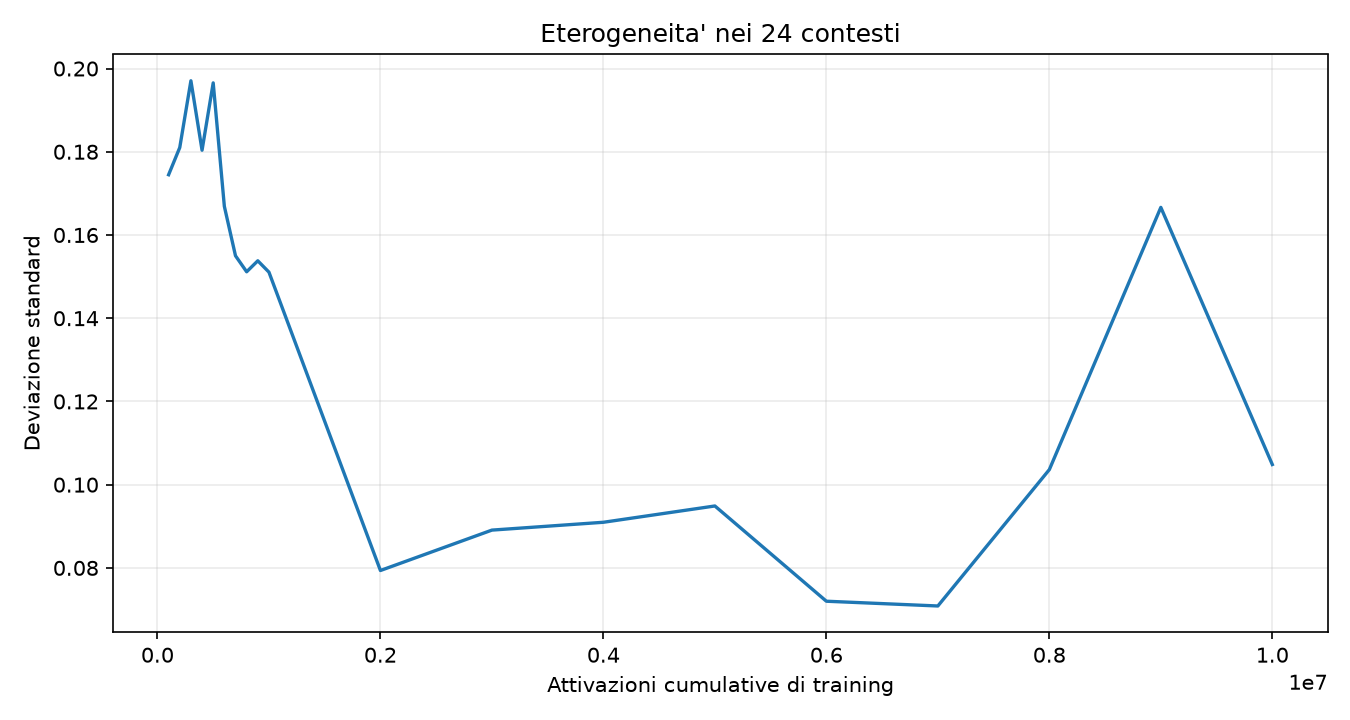 Eterogeneita' nei 24 contesti
Deviazione standard
0.20
0.18
0.16
0.14
0.12
0.10
0.08
0.0 0.2 0.4 0.6 0.8 1.0
1e7
Attivazioni cumulative di training